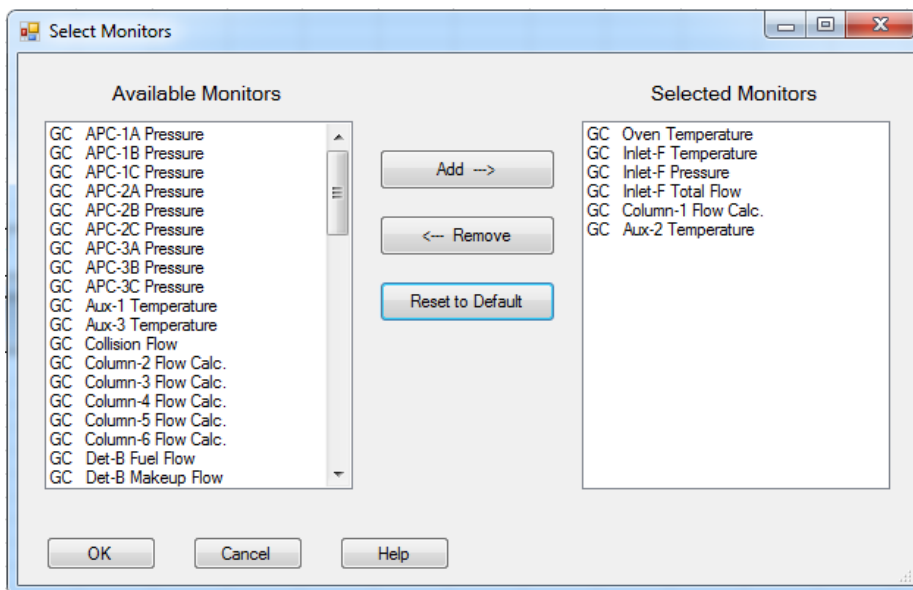 Select Monitors
Available Monitors
GC APC-1A Pressure
GC APC-1B Pressure
GC APC-1C Pressure
GC APC-2A Pressure
GC APC-2B Pressure
GC APC-2C Pressure
GC APC-3A Pressure
GC APC-3B Pressure
GC APC-3C Pressure
GC Aux-1 Temperature
GC Aux-3 Temperature
GC Collision Flow
GC Column-2 Flow Calc.
GC Column-3 Flow Calc.
GC Column-4 Flow Calc.
GC Column-5 Flow Calc.
GC Column-6 Flow Calc.
GC Det-B Fuel Flow
GC Det-B Makeup Flow
Add --->
<--- Remove
Reset to Default
Selected Monitors
GC Oven Temperature
GC Inlet-F Temperature
GC Inlet-F Pressure
GC Inlet-F Total Flow
GC Column-1 Flow Calc.
GC Aux-2 Temperature
OK
Cancel
Help